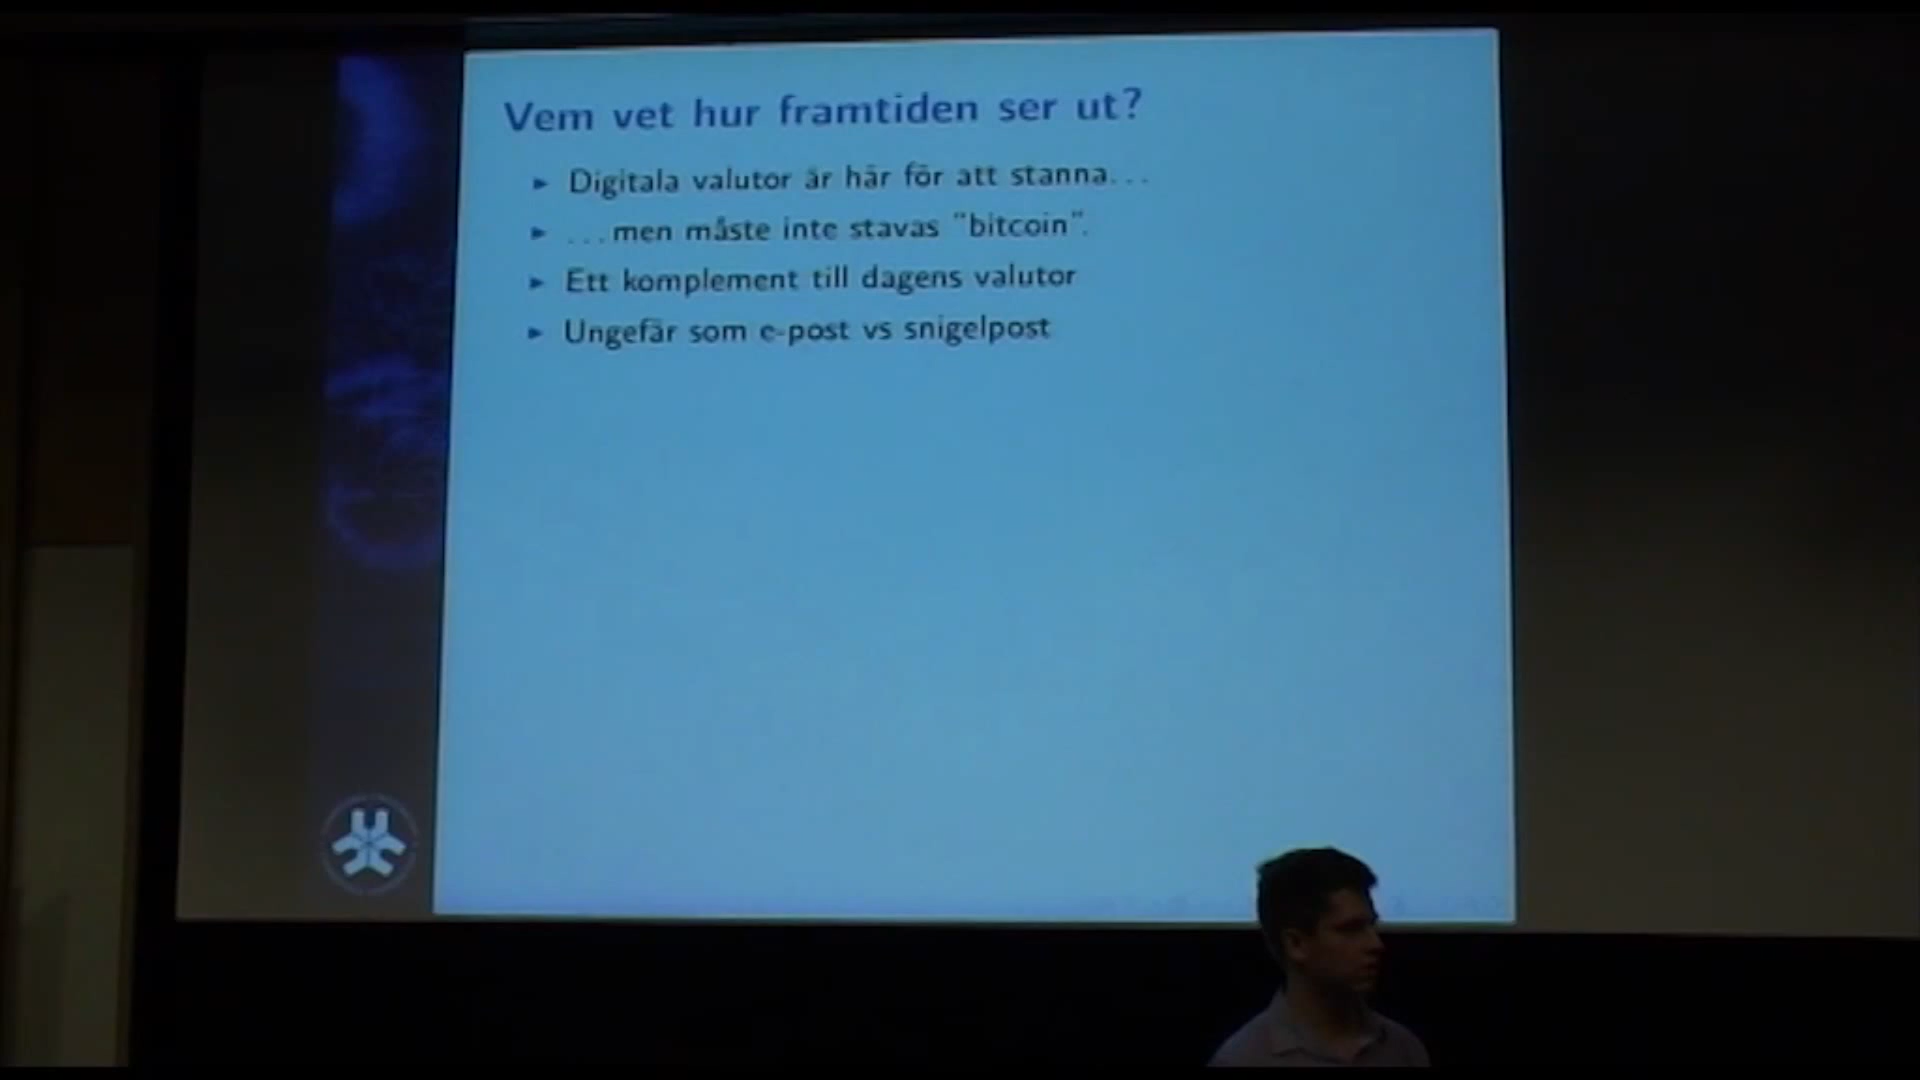 Vem vet hur framtiden ser ut?
► Digitala valutor är här för att stanna...
► ...men måste inte stavas "bitcoin".
► Ett komplement till dagens valutor
► Ungefär som e-post vs snigelpost